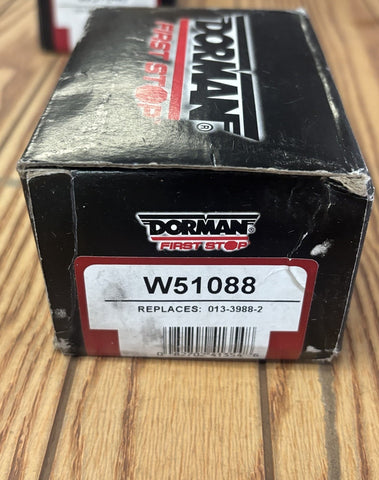 DORMAN®
FIRST STOP
DORMAN®
FIRST STOP
W51088
REPLACES: 013-3988-2